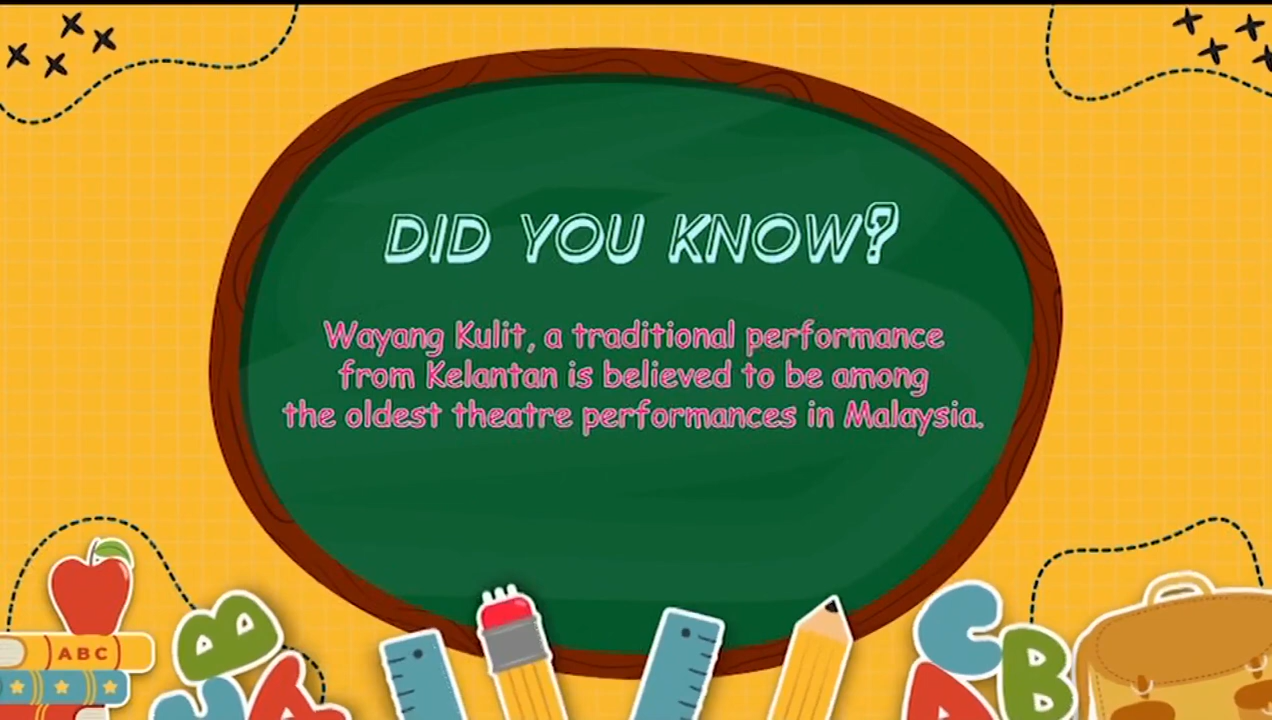 DID YOU KNOW?
Wayang Kulit, a traditional performance
from Kelantan is believed to be among
the oldest theatre performances in Malaysia.
ABC
B
A
C
B
A